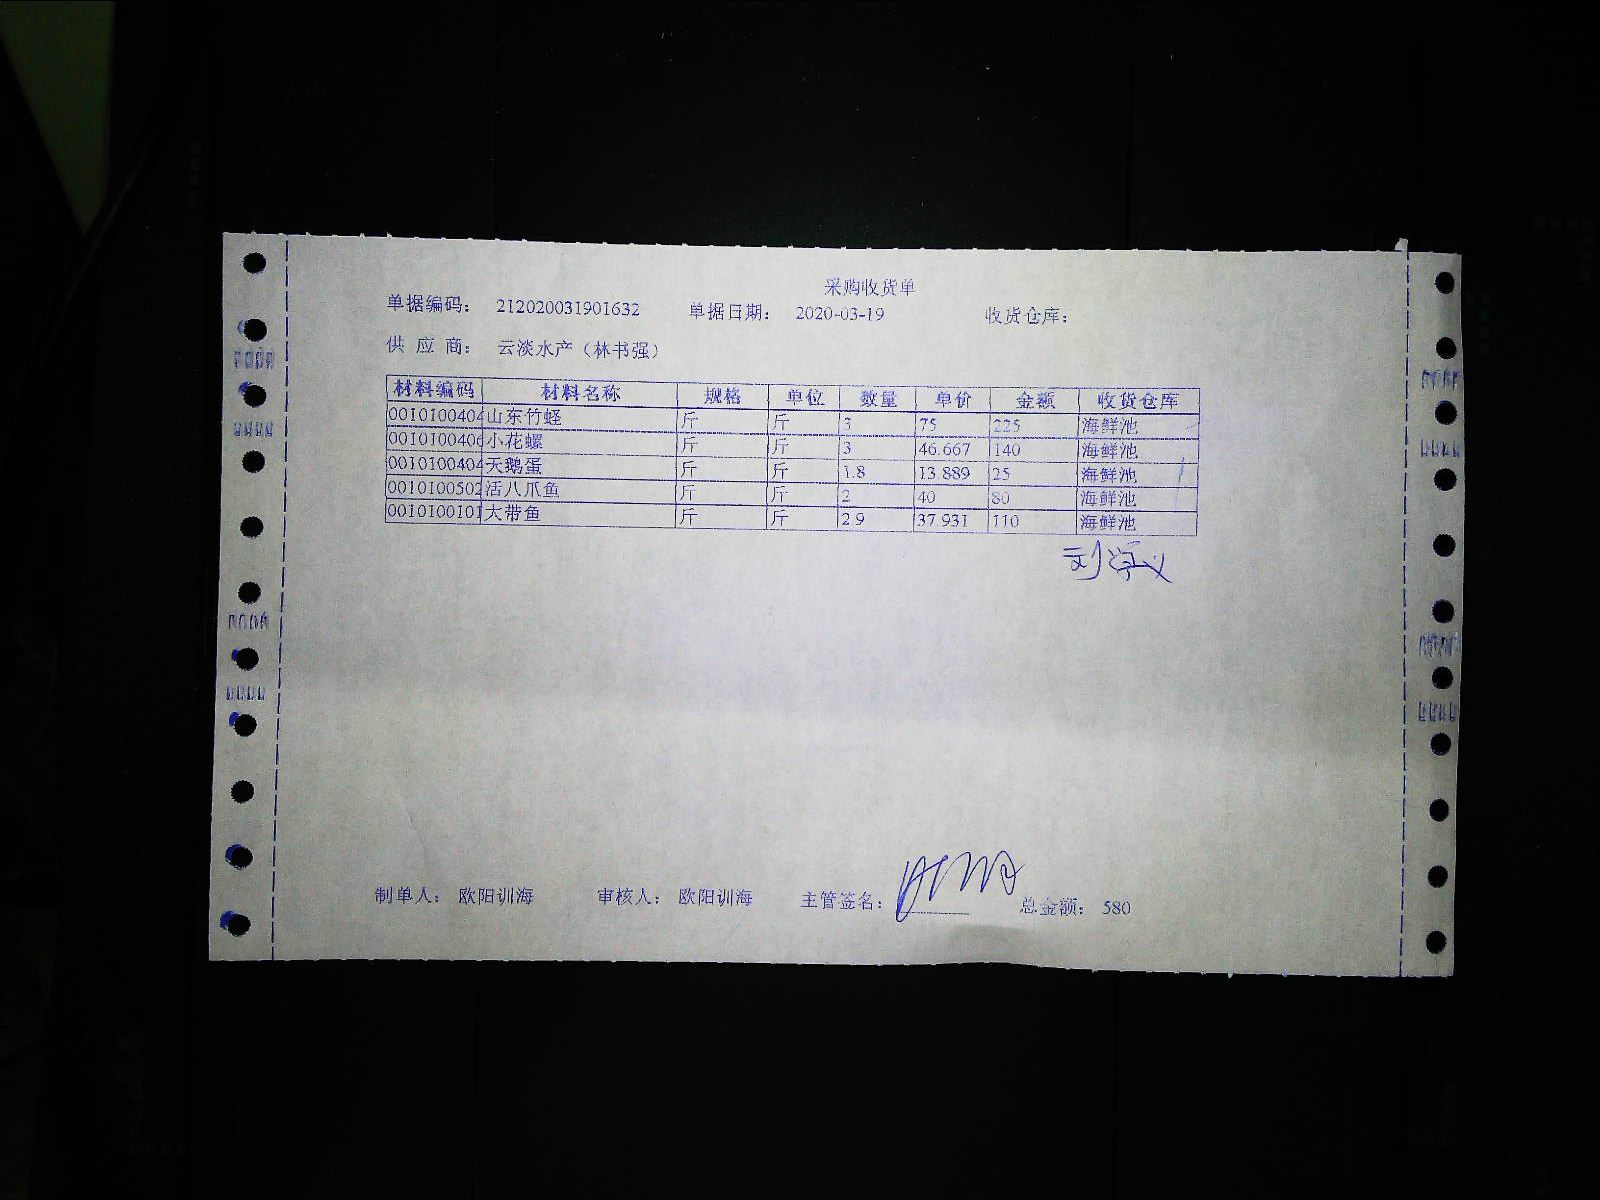 采购收货单
单据编码: 212020031901632 单据日期: 2020-03-19 收货仓库:
供 应 商: 云淡水产（林书强）
材料编码 材料名称 规格 单位 数量 单价 金额 收货仓库
0010100404 山东竹蛏 斤 斤 3 75 225 海鲜池
001010040 小花螺 斤 斤 3 46.667 140 海鲜池
0010100404 天鹅蛋 斤 斤 1.8 13.889 25 海鲜池
0010100502 活八爪鱼 斤 斤 2 40 80 海鲜池
0010100101 大带鱼 斤 斤 2.9 37.931 110 海鲜池
制单人: 欧阳训海 审核人: 欧阳训海 主管签名: 总金额: 580